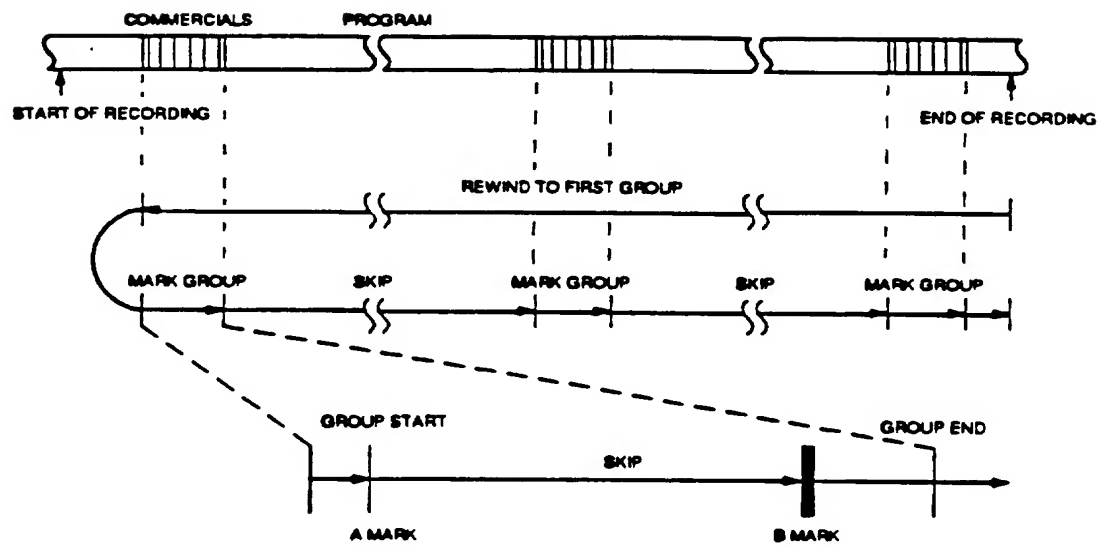 COMMERCIALS PROGRAM
START OF RECORDING END OF RECORDING
REWIND TO FIRST GROUP
MARK GROUP SKIP MARK GROUP SKIP MARK GROUP
GROUP START GROUP END
SKIP
A MARK B MARK